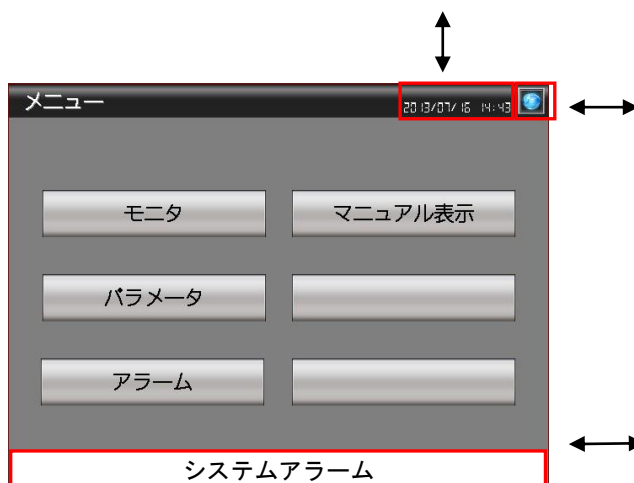 メニュー
2013/07/16 14:43
モニタ マニュアル表示
パラメータ
アラーム
システムアラーム